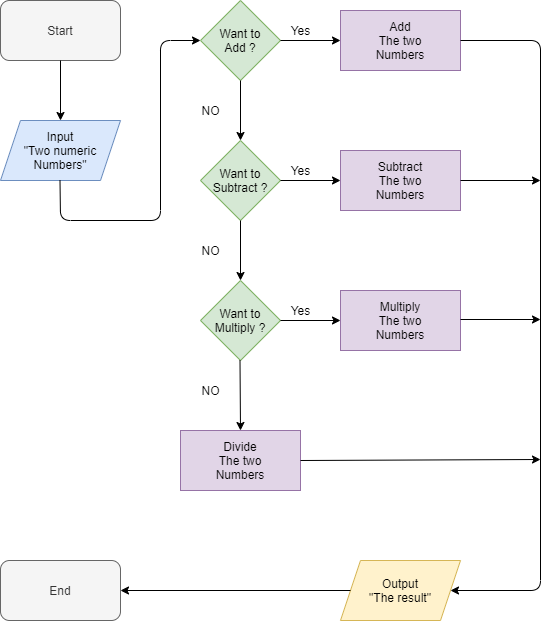 Start
Input
"Two numeric
Numbers"
Want to
Add ?
Yes
Add
The two
Numbers
NO
Want to
Subtract ?
Yes
Subtract
The two
Numbers
NO
Want to
Multiply ?
Yes
Multiply
The two
Numbers
NO
Divide
The two
Numbers
Output
"The result"
End